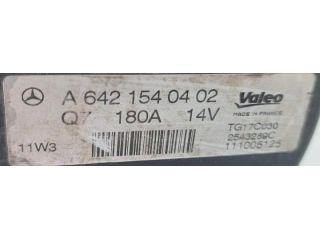 A 642 154 04 02
Valeo
MADE IN FRANCE
Q7 180A 14V
TG17C030
2543289C
11W3
111005125